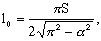 l₀ = πS / (2√(π² − α²)),